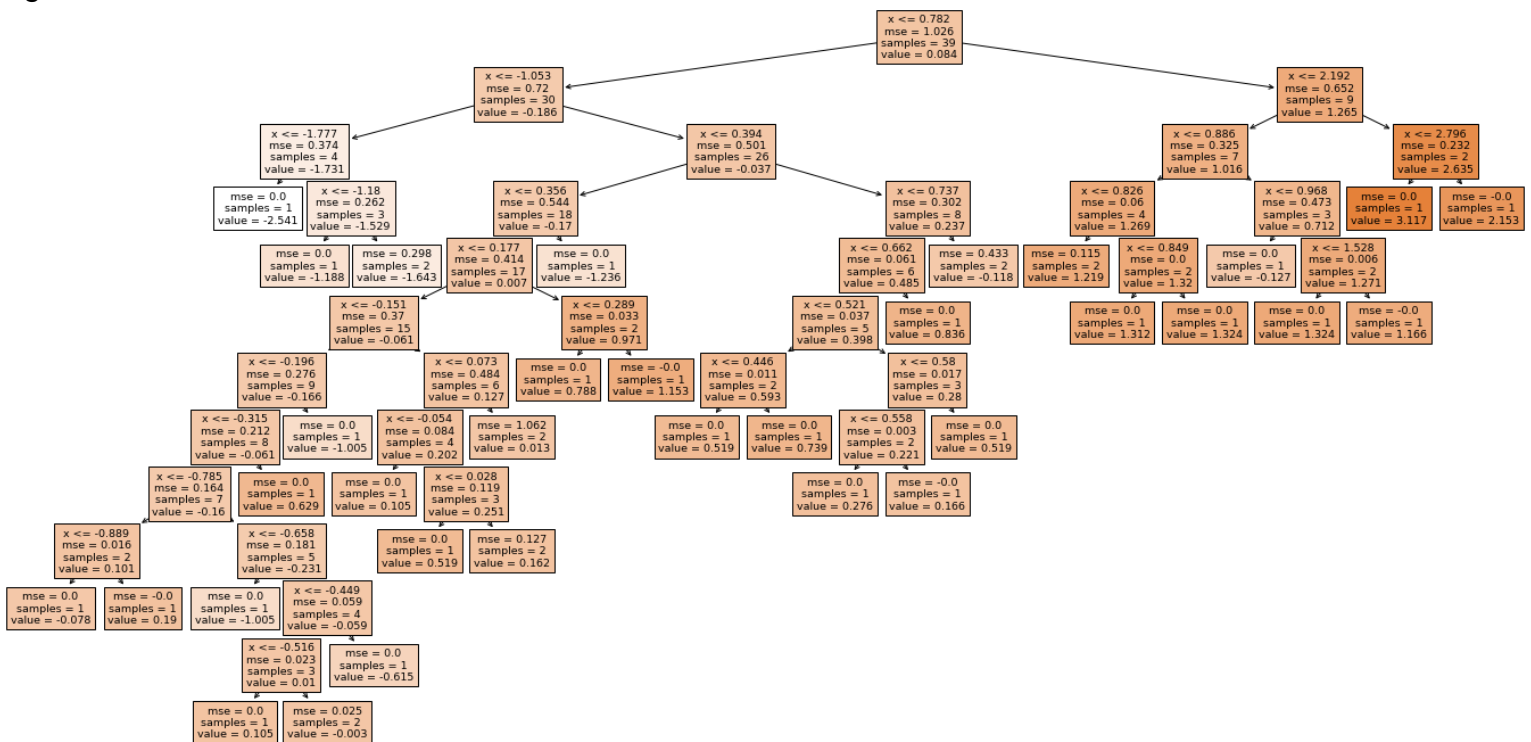 x <= 0.782
mse = 1.026
samples = 39
value = 0.084
x <= -1.053
mse = 0.72
samples = 30
value = -0.186
x <= 2.192
mse = 0.652
samples = 9
value = 1.265
x <= -1.777
mse = 0.374
samples = 4
value = -1.731
x <= 0.394
mse = 0.501
samples = 26
value = -0.037
x <= 0.886
mse = 0.325
samples = 7
value = 1.016
x <= 2.796
mse = 0.232
samples = 2
value = 2.635
mse = 0.0
samples = 1
value = -2.541
x <= -1.18
mse = 0.262
samples = 3
value = -1.529
x <= 0.356
mse = 0.544
samples = 18
value = -0.17
x <= 0.737
mse = 0.302
samples = 8
value = 0.237
x <= 0.826
mse = 0.06
samples = 4
value = 1.269
x <= 0.968
mse = 0.473
samples = 3
value = 0.712
mse = 0.0
samples = 1
value = 3.117
mse = -0.0
samples = 1
value = 2.153
mse = 0.0
samples = 1
value = -1.188
mse = 0.298
samples = 2
value = -1.643
x <= 0.177
mse = 0.414
samples = 17
value = 0.007
mse = 0.0
samples = 1
value = -1.236
x <= 0.662
mse = 0.061
samples = 6
value = 0.485
mse = 0.433
samples = 2
value = -0.118
mse = 0.115
samples = 2
value = 1.219
x <= 0.849
mse = 0.0
samples = 2
value = 1.32
mse = 0.0
samples = 1
value = -0.127
x <= 1.528
mse = 0.006
samples = 2
value = 1.271
x <= -0.151
mse = 0.37
samples = 15
value = -0.061
x <= 0.289
mse = 0.033
samples = 2
value = 0.971
x <= 0.521
mse = 0.037
samples = 5
value = 0.398
mse = 0.0
samples = 1
value = 0.836
mse = 0.0
samples = 1
value = 1.312
mse = 0.0
samples = 1
value = 1.324
mse = 0.0
samples = 1
value = 1.324
mse = -0.0
samples = 1
value = 1.166
x <= -0.196
mse = 0.276
samples = 9
value = -0.166
x <= 0.073
mse = 0.484
samples = 6
value = 0.127
mse = 0.0
samples = 1
value = 0.788
mse = -0.0
samples = 1
value = 1.153
x <= 0.446
mse = 0.011
samples = 2
value = 0.593
x <= 0.58
mse = 0.017
samples = 3
value = 0.28
x <= -0.315
mse = 0.212
samples = 8
value = -0.061
mse = 0.0
samples = 1
value = -1.005
x <= -0.054
mse = 0.084
samples = 4
value = 0.202
mse = 1.062
samples = 2
value = 0.013
mse = 0.0
samples = 1
value = 0.519
mse = 0.0
samples = 1
value = 0.739
x <= 0.558
mse = 0.003
samples = 2
value = 0.221
mse = 0.0
samples = 1
value = 0.519
x <= -0.785
mse = 0.164
samples = 7
value = -0.16
mse = 0.0
samples = 1
value = 0.629
mse = 0.0
samples = 1
value = 0.105
x <= 0.028
mse = 0.119
samples = 3
value = 0.251
mse = 0.0
samples = 1
value = 0.276
mse = -0.0
samples = 1
value = 0.166
x <= -0.889
mse = 0.016
samples = 2
value = 0.101
x <= -0.658
mse = 0.181
samples = 5
value = -0.231
mse = 0.0
samples = 1
value = 0.519
mse = 0.127
samples = 2
value = 0.162
mse = 0.0
samples = 1
value = -0.078
mse = -0.0
samples = 1
value = 0.19
mse = 0.0
samples = 1
value = -1.005
x <= -0.449
mse = 0.059
samples = 4
value = -0.059
x <= -0.516
mse = 0.023
samples = 3
value = 0.01
mse = 0.0
samples = 1
value = -0.615
mse = 0.0
samples = 1
value = 0.105
mse = 0.025
samples = 2
value = -0.003